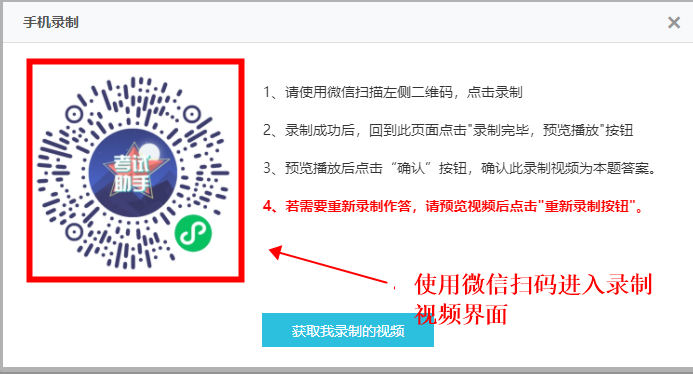 手机录制
考试
助手
1、请使用微信扫描左侧二维码，点击录制
2、录制成功后，回到此页面点击"录制完毕，预览播放"按钮
3、预览播放后点击“确认”按钮，确认此录制视频为本题答案。
4、若需要重新录制作答，请预览视频后点击"重新录制按钮"。
使用微信扫码进入录制
视频界面
获取我录制的视频